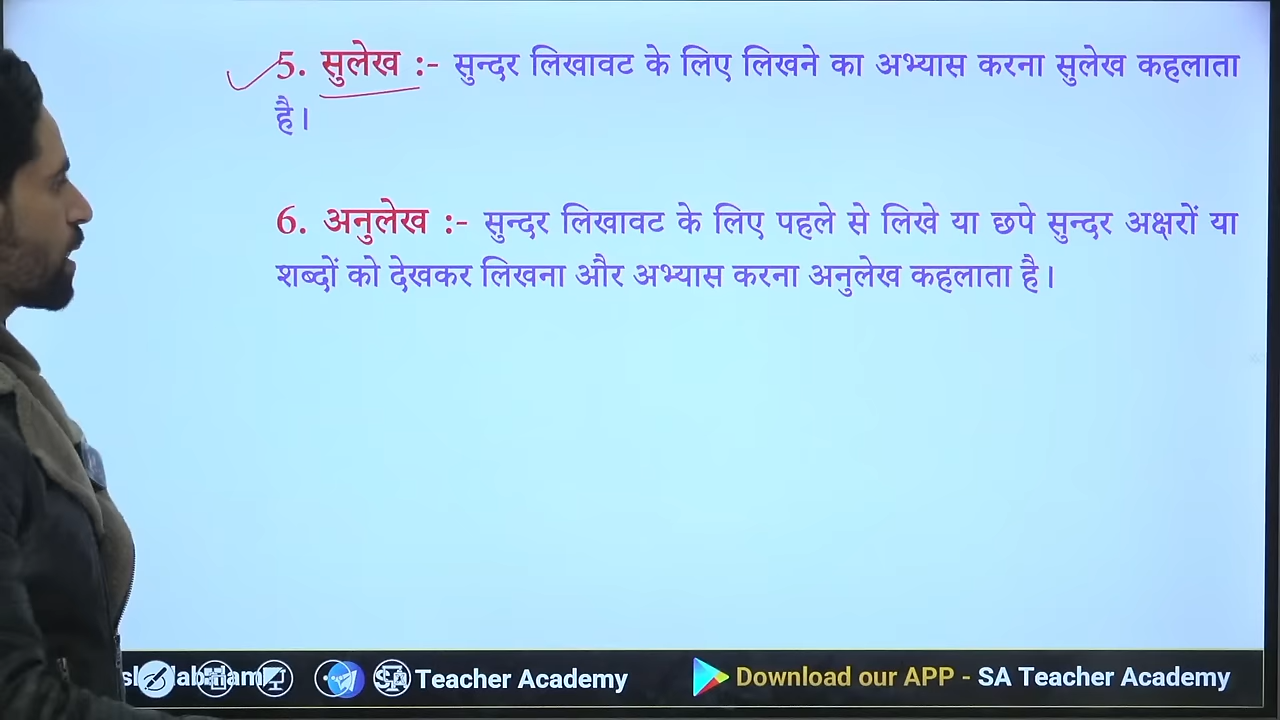 5. सुलेख :- सुन्दर लिखावट के लिए लिखने का अभ्यास करना सुलेख कहलाता
है।
6. अनुलेख :- सुन्दर लिखावट के लिए पहले से लिखे या छपे सुन्दर अक्षरों या
शब्दों को देखकर लिखना और अभ्यास करना अनुलेख कहलाता है।
Teacher Academy Download our APP - SA Teacher Academy